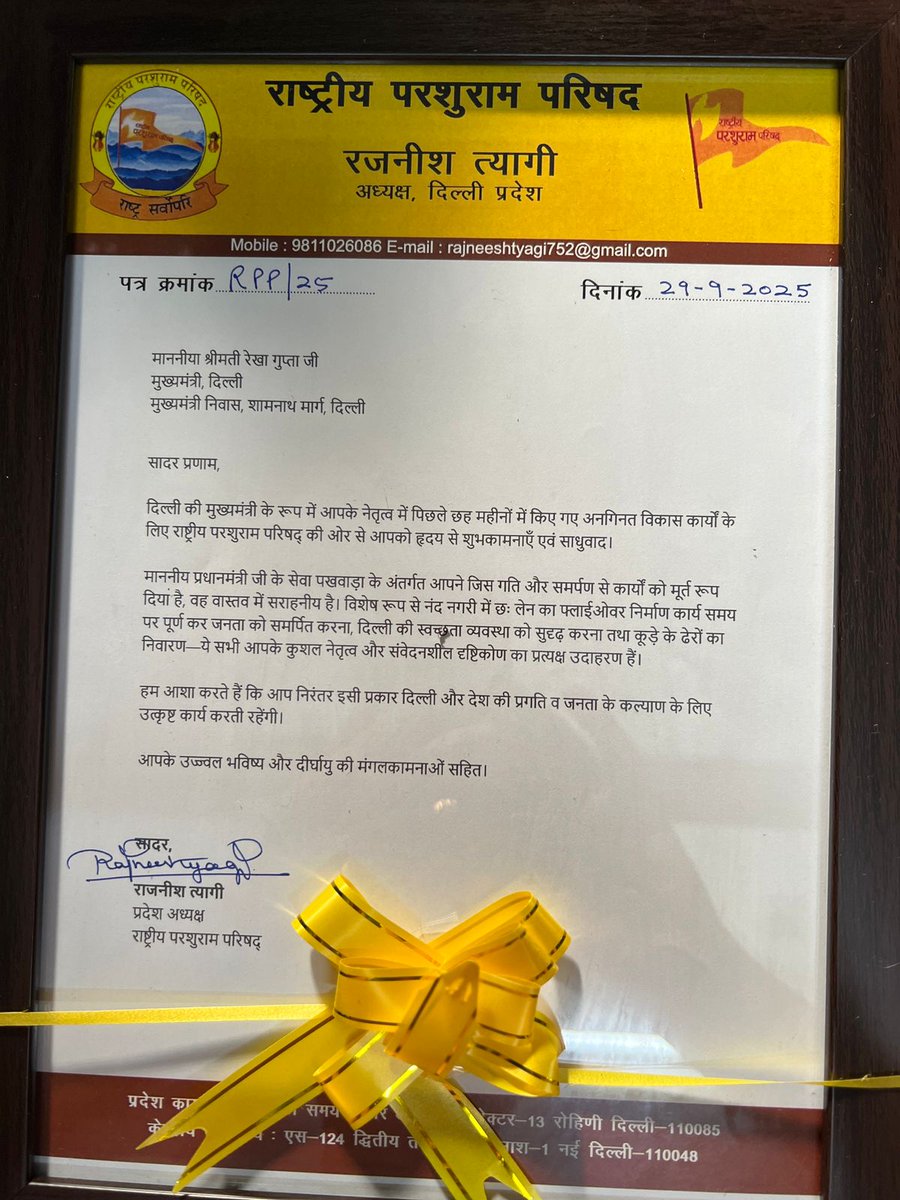 राष्ट्रीय परशुराम परिषद
राष्ट्र सर्वोपरि
राष्ट्रीय परशुराम परिषद
रजनीश त्यागी
अध्यक्ष, दिल्ली प्रदेश
राष्ट्रीय
परशुराम परिषद
Mobile : 9811026086 E-mail : rajneeshtyagi752@gmail.com
पत्र क्रमांक RPP/25
दिनांक 29-9-2025
माननीया श्रीमती रेखा गुप्ता जी
मुख्यमंत्री, दिल्ली
मुख्यमंत्री निवास, शामनाथ मार्ग, दिल्ली
सादर प्रणाम,
दिल्ली की मुख्यमंत्री के रूप में आपके नेतृत्व में पिछले छह महीनों में किए गए अनगिनत विकास कार्यों के
लिए राष्ट्रीय परशुराम परिषद् की ओर से आपको हृदय से शुभकामनाएँ एवं साधुवाद।
माननीय प्रधानमंत्री जी के सेवा पखवाड़ा के अंतर्गत आपने जिस गति और समर्पण से कार्यों को मूर्त रूप
दिया है, वह वास्तव में सराहनीय है। विशेष रूप से नंद नगरी में छः लेन का फ्लाईओवर निर्माण कार्य समय
पर पूर्ण कर जनता को समर्पित करना, दिल्ली की स्वच्छता व्यवस्था को सुदृढ़ करना तथा कूड़े के ढेरों का
निवारण—ये सभी आपके कुशल नेतृत्व और संवेदनशील दृष्टिकोण का प्रत्यक्ष उदाहरण हैं।
हम आशा करते हैं कि आप निरंतर इसी प्रकार दिल्ली और देश की प्रगति व जनता के कल्याण के लिए
उत्कृष्ट कार्य करती रहेंगी।
आपके उज्ज्वल भविष्य और दीर्घायु की मंगलकामनाओं सहित।
सादर,
Rajneeshtyagi
राजनीश त्यागी
प्रदेश अध्यक्ष
राष्ट्रीय परशुराम परिषद्
प्रदेश समय 13 रोहिणी दिल्ली–110085
: एस–124 द्वितीय 1 नई दिल्ली–110048